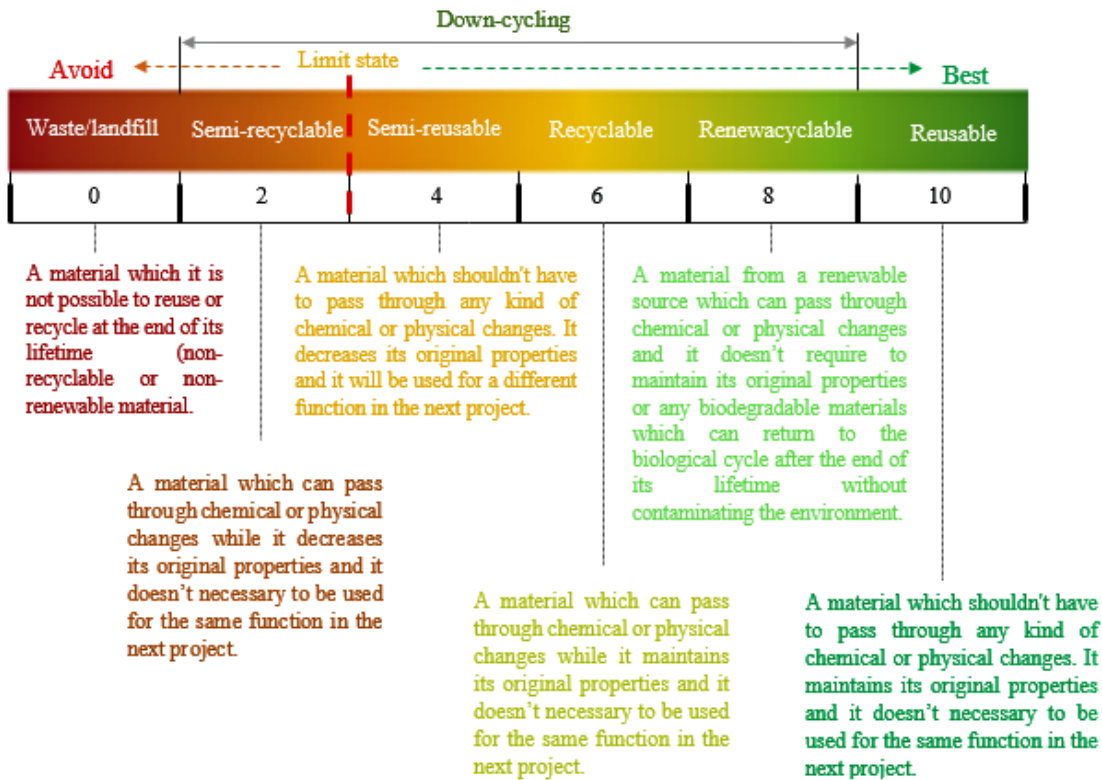 Down-cycling
Avoid
Limit state
Best
Waste/landfill
Semi-recyclable
Semi-reusable
Recyclable
Renewacyclable
Reusable
0
2
4
6
8
10
A material which it is
not possible to reuse or
recycle at the end of its
lifetime (non-
recyclable or non-
renewable material.
A material which shouldn't have
to pass through any kind of
chemical or physical changes. It
decreases its original properties
and it will be used for a different
function in the next project.
A material from a renewable
source which can pass through
chemical or physical changes
and it doesn't require to
maintain its original properties
or any biodegradable materials
which can return to the
biological cycle after the end of
its lifetime without
contaminating the environment.
A material which can pass
through chemical or physical
changes while it decreases
its original properties and it
doesn't necessary to be used
for the same function in the
next project.
A material which can pass
through chemical or physical
changes while it maintains
its original properties and it
doesn't necessary to be used
for the same function in the
next project.
A material which shouldn't have
to pass through any kind of
chemical or physical changes. It
maintains its original properties
and it doesn't necessary to be
used for the same function in the
next project.